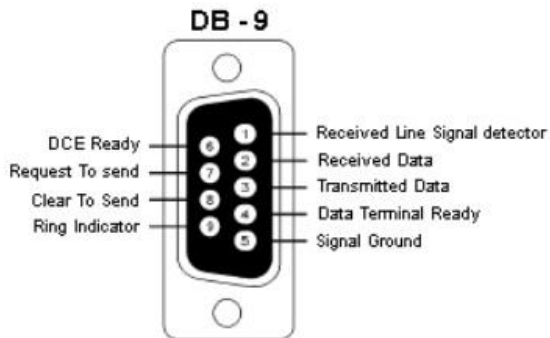 DB - 9
DCE Ready
Request To send
Clear To Send
Ring Indicator
6
7
8
9
1
2
3
4
5
Received Line Signal detector
Received Data
Transmitted Data
Data Terminal Ready
Signal Ground